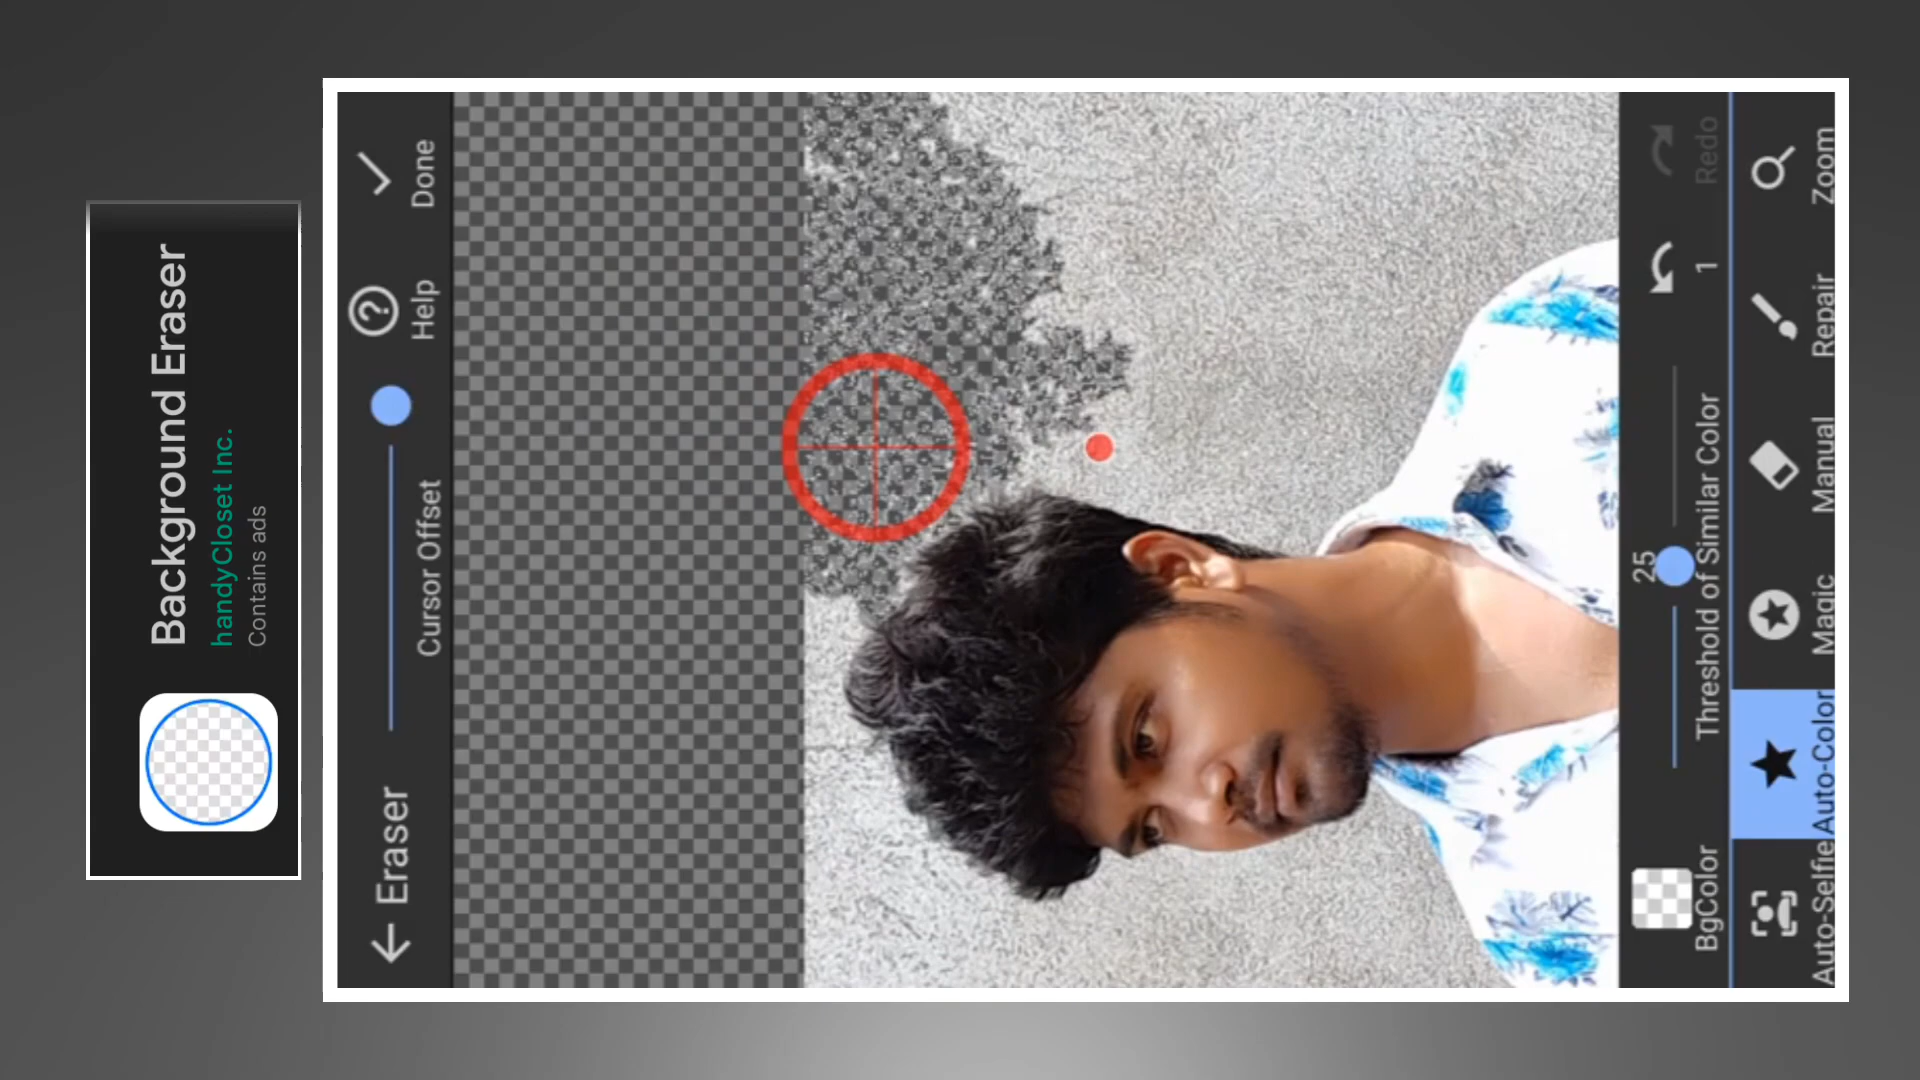 Background Eraser
handyCloset Inc.
Contains ads
Eraser
Help
Done
Cursor Offset
25
BgColor
Threshold of Similar Color
1
Redo
Auto-Selfie
Auto-Color
Magic
Manual
Repair
Zoom